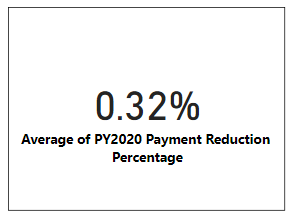 0.32%
Average of PY2020 Payment Reduction
Percentage